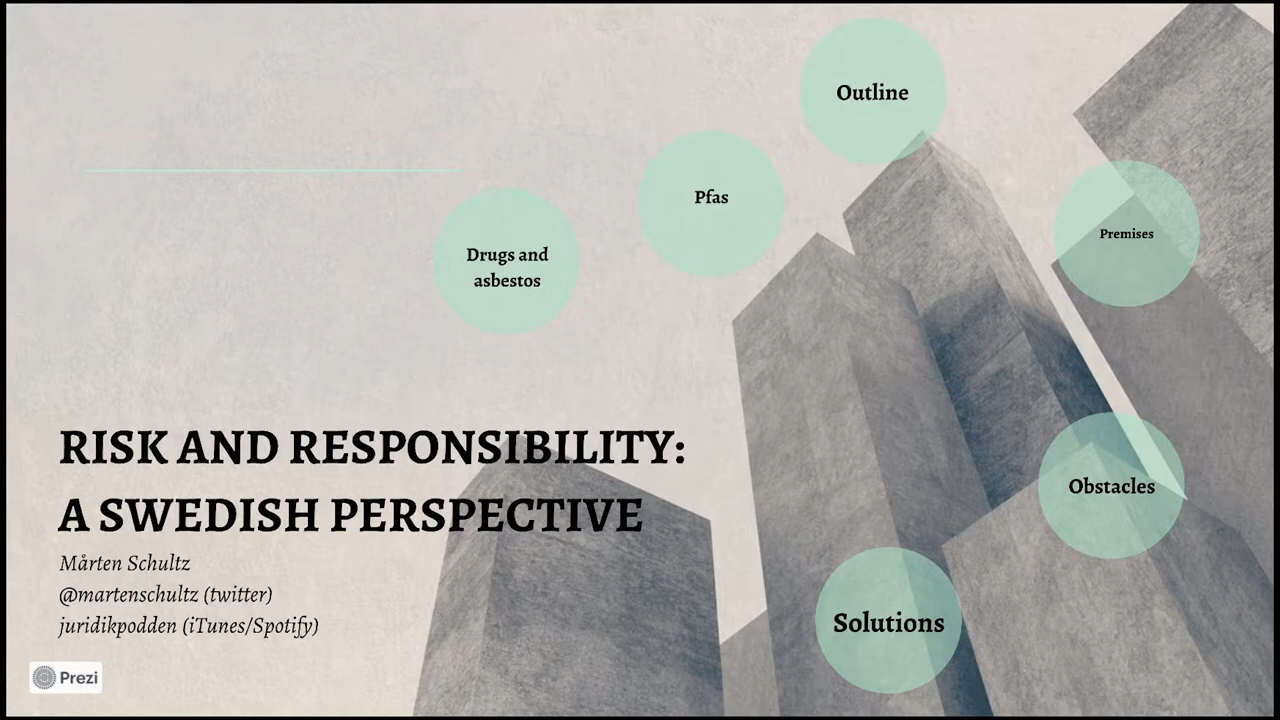 Outline
Pfas
Premises
Drugs and
asbestos
RISK AND RESPONSIBILITY:
A SWEDISH PERSPECTIVE
Mårten Schultz
@martenschultz (twitter)
juridikpodden (iTunes/Spotify)
Obstacles
Solutions
Prezi